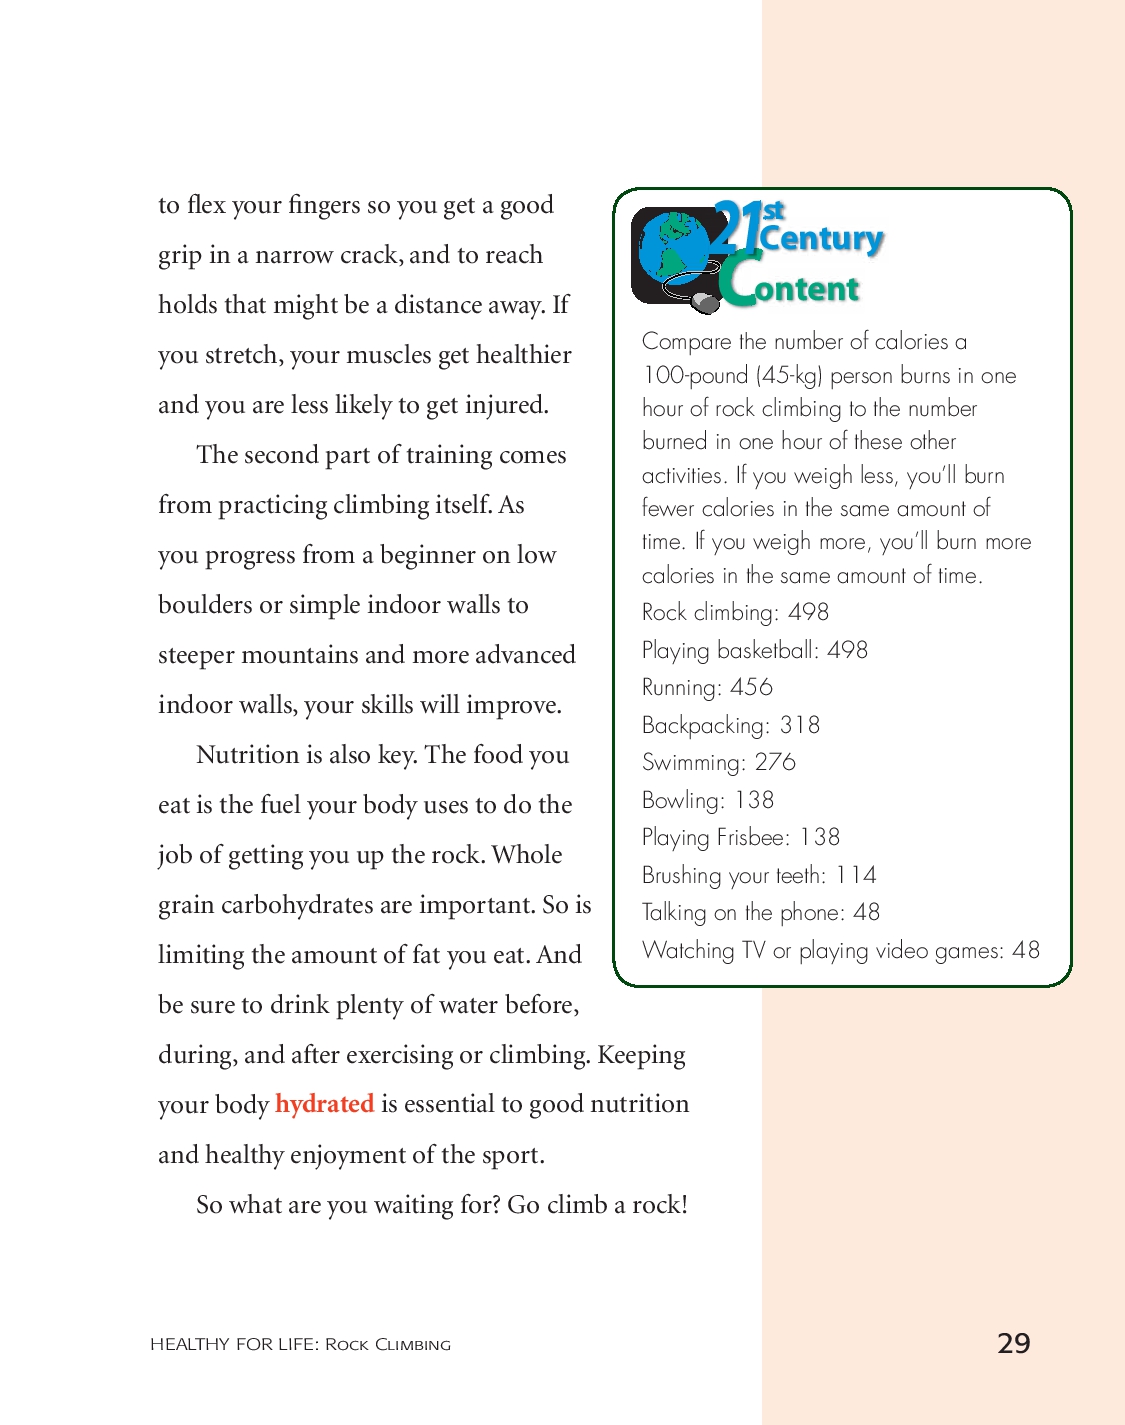 to flex your fingers so you get a good
grip in a narrow crack, and to reach
holds that might be a distance away. If
you stretch, your muscles get healthier
and you are less likely to get injured.
The second part of training comes
from practicing climbing itself. As
you progress from a beginner on low
boulders or simple indoor walls to
steeper mountains and more advanced
indoor walls, your skills will improve.
Nutrition is also key. The food you
eat is the fuel your body uses to do the
job of getting you up the rock. Whole
grain carbohydrates are important. So is
limiting the amount of fat you eat. And
be sure to drink plenty of water before,
during, and after exercising or climbing. Keeping
your body hydrated is essential to good nutrition
and healthy enjoyment of the sport.
So what are you waiting for? Go climb a rock!
21st
Century
Content
Compare the number of calories a
100-pound (45-kg) person burns in one
hour of rock climbing to the number
burned in one hour of these other
activities. If you weigh less, you’ll burn
fewer calories in the same amount of
time. If you weigh more, you’ll burn more
calories in the same amount of time.
Rock climbing: 498
Playing basketball: 498
Running: 456
Backpacking: 318
Swimming: 276
Bowling: 138
Playing Frisbee: 138
Brushing your teeth: 114
Talking on the phone: 48
Watching TV or playing video games: 48
HEALTHY FOR LIFE: Rock Climbing
29